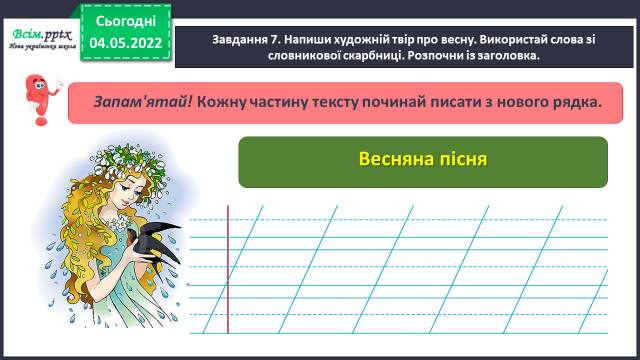 Всім.pptx
Нова українська школа
Сьогодні
04.05.2022
Завдання 7. Напиши художній твір про весну. Використай слова зі
словникової скарбниці. Розпочни із заголовка.
Запам'ятай! Кожну частину тексту починай писати з нового рядка.
Весняна пісня